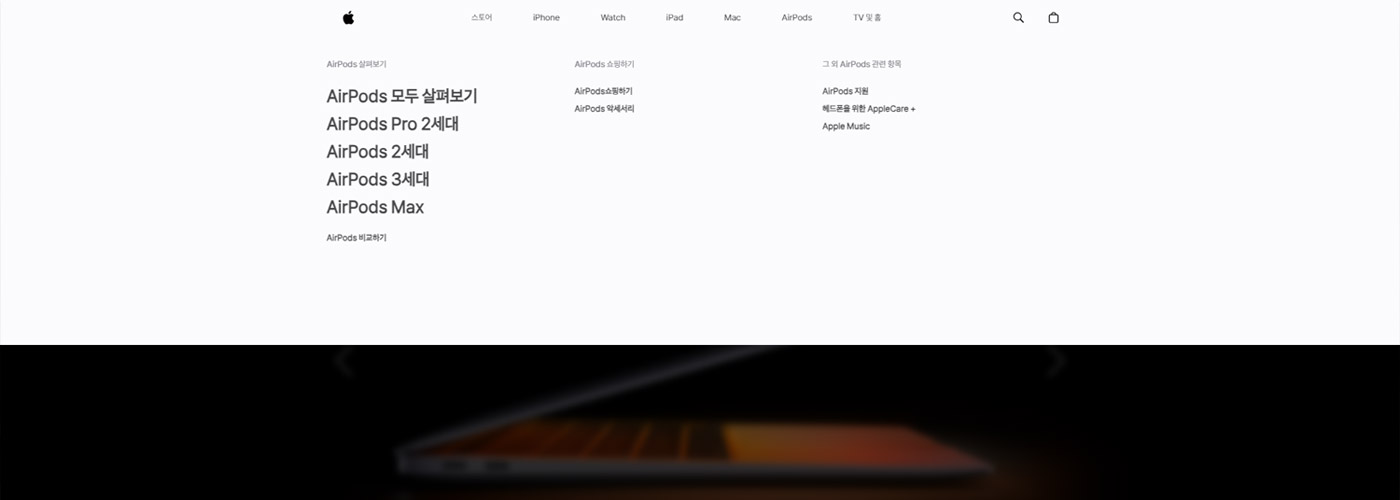 스토어 iPhone Watch iPad Mac AirPods TV 및 홈
AirPods 살펴보기
AirPods 모두 살펴보기
AirPods Pro 2세대
AirPods 2세대
AirPods 3세대
AirPods Max
AirPods 비교하기
AirPods 쇼핑하기
AirPods쇼핑하기
AirPods 악세서리
그 외 AirPods 관련 항목
AirPods 지원
헤드폰을 위한 AppleCare +
Apple Music